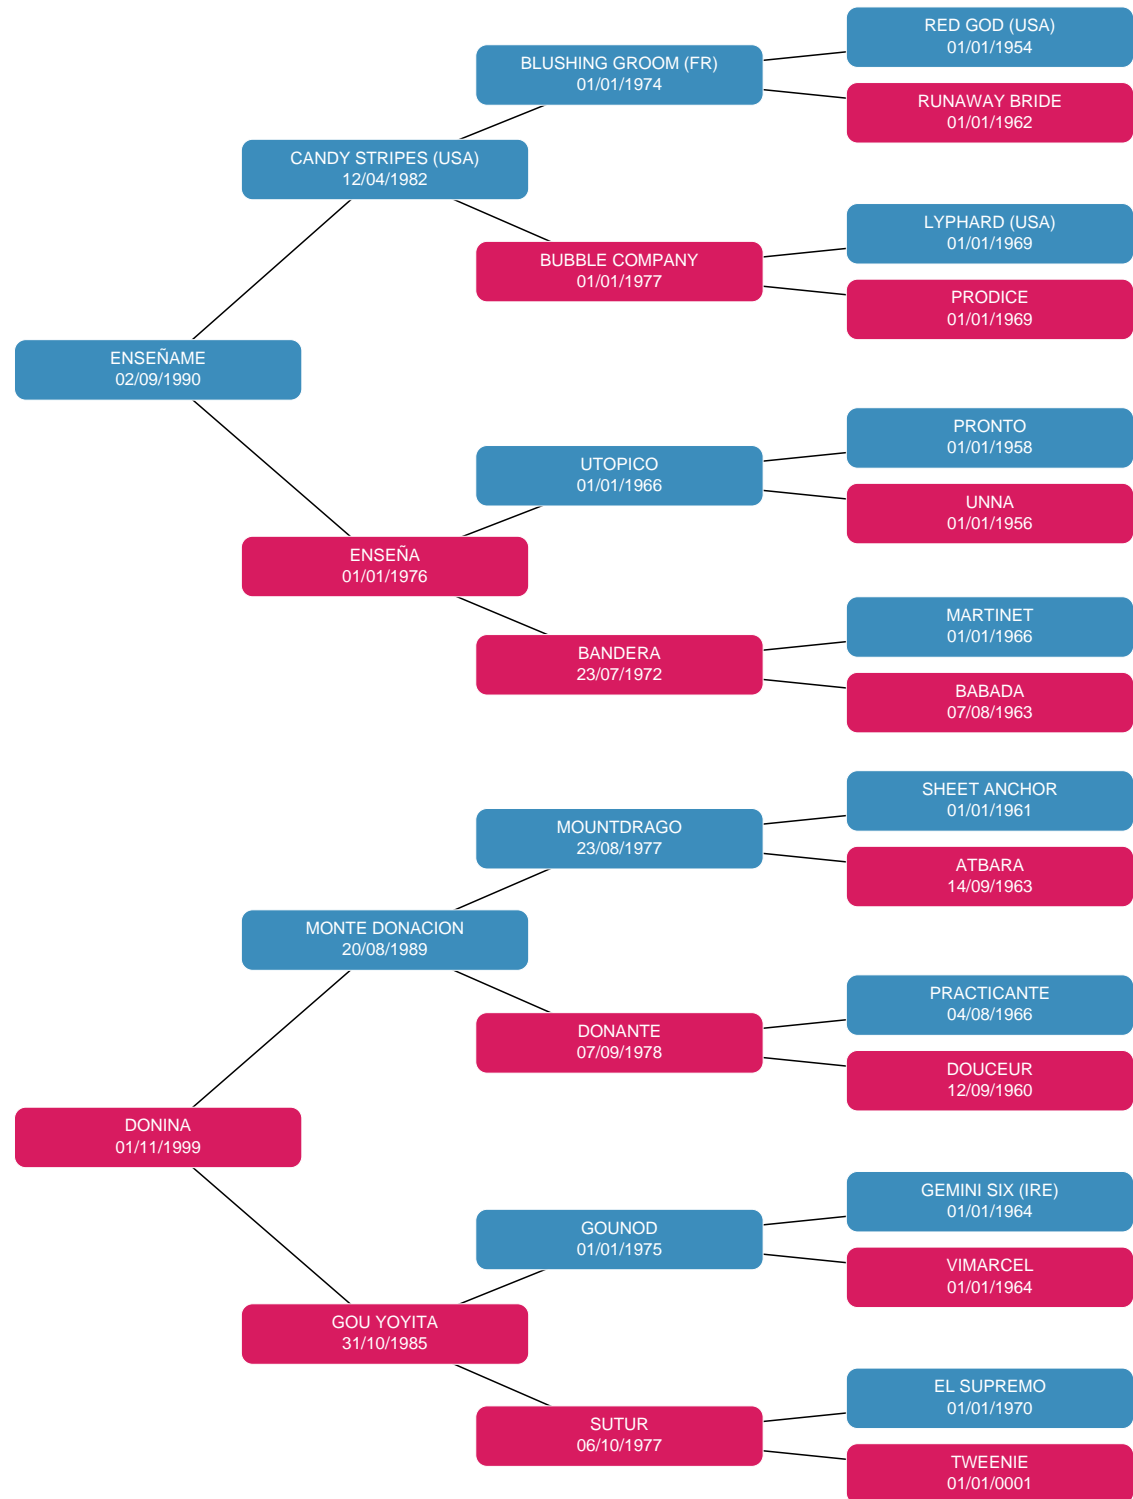 RED GOD (USA)
01/01/1954
BLUSHING GROOM (FR)
01/01/1974
RUNAWAY BRIDE
01/01/1962
CANDY STRIPES (USA)
12/04/1982
LYPHARD (USA)
01/01/1969
BUBBLE COMPANY
01/01/1977
PRODICE
01/01/1969
ENSEÑAME
02/09/1990
PRONTO
01/01/1958
UTOPICO
01/01/1966
UNNA
01/01/1956
ENSEÑA
01/01/1976
MARTINET
01/01/1966
BANDERA
23/07/1972
BABADA
07/08/1963
SHEET ANCHOR
01/01/1961
MOUNTDRAGO
23/08/1977
ATBARA
14/09/1963
MONTE DONACION
20/08/1989
PRACTICANTE
04/08/1966
DONANTE
07/09/1978
DOUCEUR
12/09/1960
DONINA
01/11/1999
GEMINI SIX (IRE)
01/01/1964
GOUNOD
01/01/1975
VIMARCEL
01/01/1964
GOU YOYITA
31/10/1985
EL SUPREMO
01/01/1970
SUTUR
06/10/1977
TWEENIE
01/01/0001